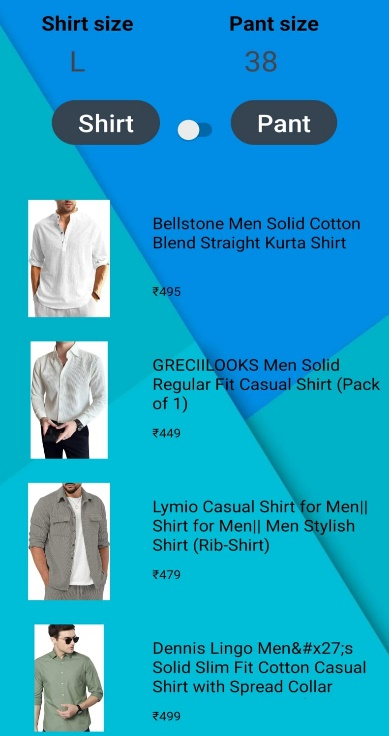 Shirt size Pant size
L 38
Shirt Pant
Bellstone Men Solid Cotton
Blend Straight Kurta Shirt
₹495
GRECIILOOKS Men Solid
Regular Fit Casual Shirt (Pack
of 1)
₹449
Lymio Casual Shirt for Men||
Shirt for Men|| Men Stylish
Shirt (Rib-Shirt)
₹479
Dennis Lingo Men&#x27;s
Solid Slim Fit Cotton Casual
Shirt with Spread Collar
₹499